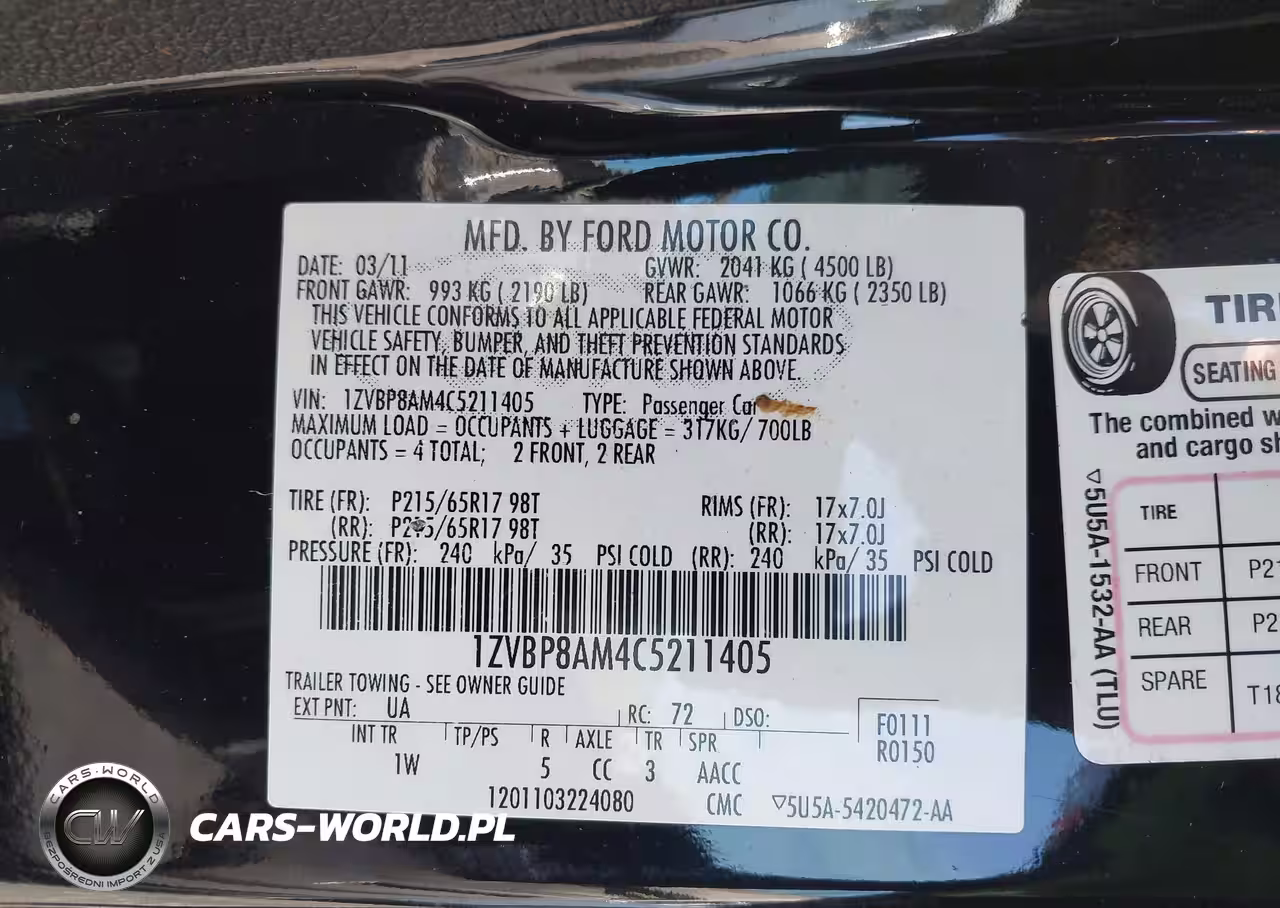 MFD. BY FORD MOTOR CO.
DATE: 03/11 GVWR: 2041 KG ( 4500 LB)
FRONT GAWR: 993 KG ( 2190 LB) REAR GAWR: 1066 KG ( 2350 LB)
THIS VEHICLE CONFORMS TO ALL APPLICABLE FEDERAL MOTOR
VEHICLE SAFETY, BUMPER, AND THEFT PREVENTION STANDARDS
IN EFFECT ON THE DATE OF MANUFACTURE SHOWN ABOVE.
VIN: 1ZVBP8AM4C5211405 TYPE: Passenger Car
MAXIMUM LOAD = OCCUPANTS + LUGGAGE = 317KG/ 700LB
OCCUPANTS = 4 TOTAL; 2 FRONT, 2 REAR
TIRE (FR): P215/65R17 98T RIMS (FR): 17x7.0J
(RR): P215/65R17 98T (RR): 17x7.0J
PRESSURE (FR): 240 kPa/ 35 PSI COLD (RR): 240 kPa/ 35 PSI COLD
1ZVBP8AM4C5211405
TRAILER TOWING - SEE OWNER GUIDE
EXT PNT: UA RC: 72 DSO:
F0111
R0150
INT TR TP/PS R AXLE TR SPR
1W 5 CC 3 AACC
1201103224080 CMC ▽5U5A-5420472-AA
SEATING
The combined
and cargo
▽5U5A-1532-AA (TLU)
TIRE
FRONT
REAR
SPARE
CARS-WORLD
CW
BEZPOŚREDNI IMPORT Z USA
CARS-WORLD.PL